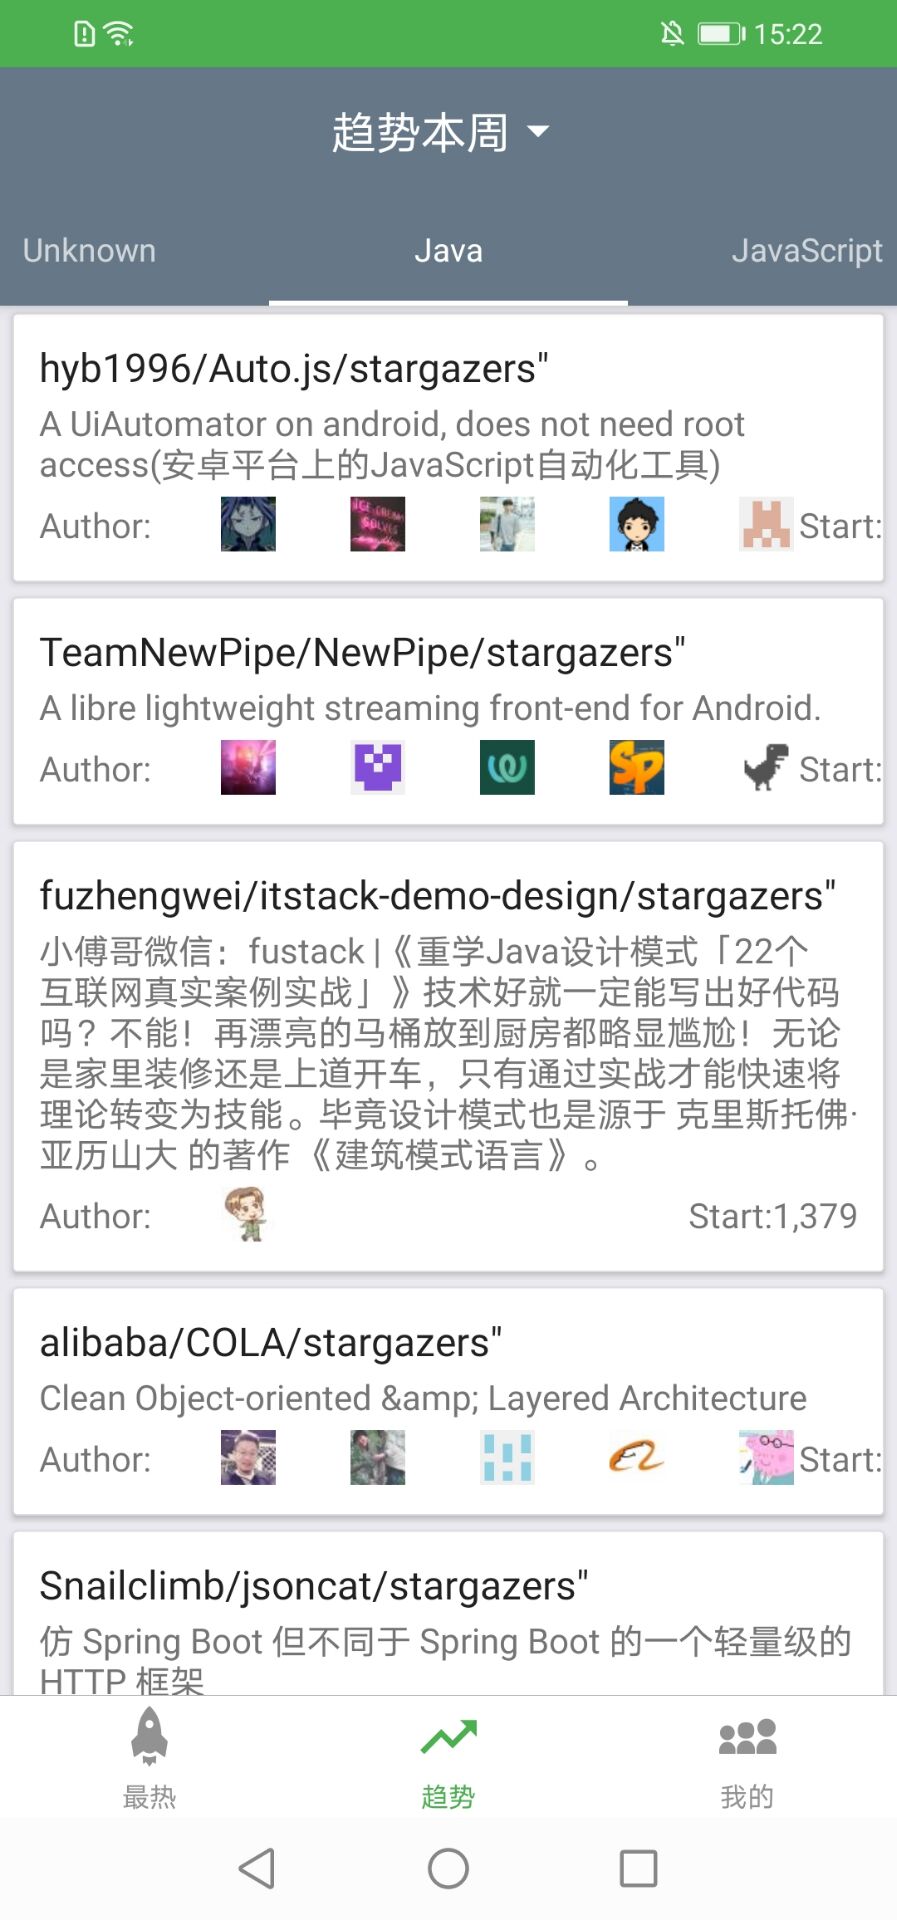 15:22
趋势本周
Unknown Java JavaScript
hyb1996/Auto.js/stargazers"
A UiAutomator on android, does not need root
access(安卓平台上的JavaScript自动化工具)
Author: Start:
TeamNewPipe/NewPipe/stargazers"
A libre lightweight streaming front-end for Android.
Author: Start:
fuzhengwei/itstack-demo-design/stargazers"
小傅哥微信：fustack |《重学Java设计模式「22个
互联网真实案例实战」》技术好就一定能写出好代码
吗？不能！再漂亮的马桶放到厨房都略显尴尬！无论
是家里装修还是上道开车，只有通过实战才能快速将
理论转变为技能。毕竟设计模式也是源于 克里斯托佛·
亚历山大 的著作 《建筑模式语言》。
Author: Start:1,379
alibaba/COLA/stargazers"
Clean Object-oriented &amp; Layered Architecture
Author: Start:
Snailclimb/jsoncat/stargazers"
仿 Spring Boot 但不同于 Spring Boot 的一个轻量级的
HTTP 框架
最热 趋势 我的